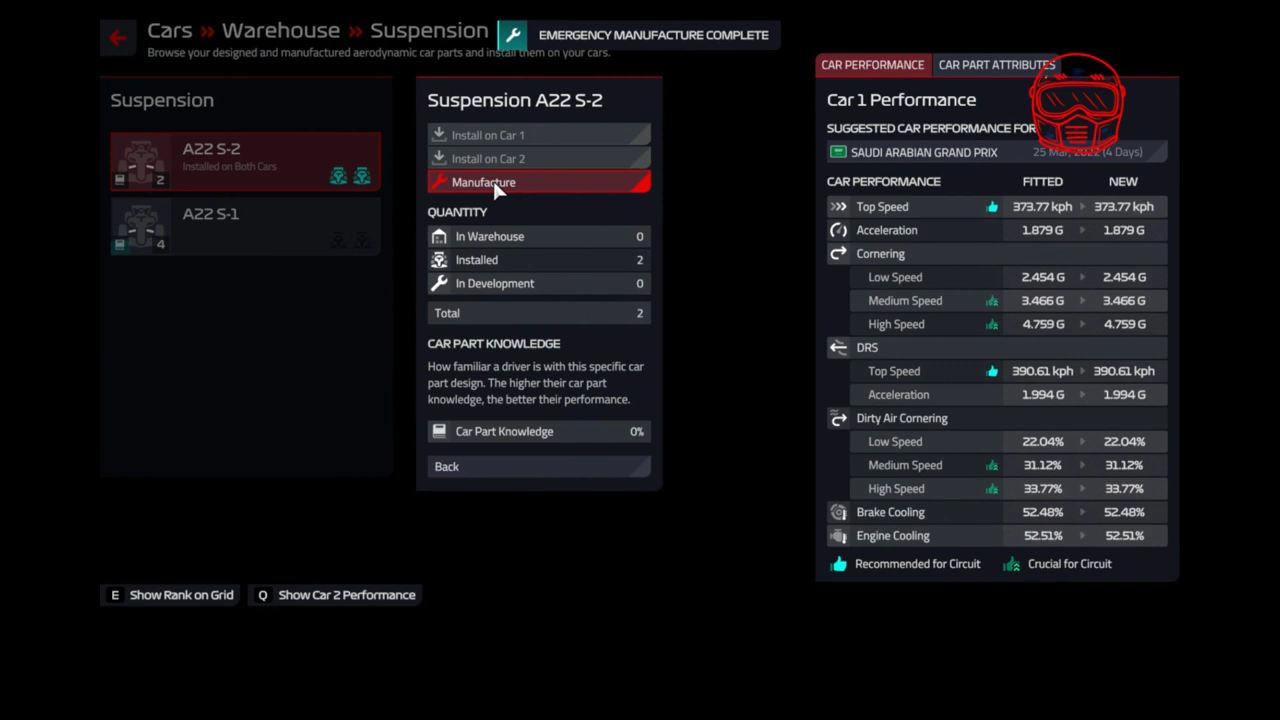 Cars » Warehouse » Suspension
EMERGENCY MANUFACTURE COMPLETE
Browse your designed and manufactured aerodynamic car parts and install them on your cars.
Suspension
A22 S-2
Installed on Both Cars
2
A22 S-1
4
Suspension A22 S-2
Install on Car 1
Install on Car 2
Manufacture
QUANTITY
In Warehouse 0
Installed 2
In Development 0
Total 2
CAR PART KNOWLEDGE
How familiar a driver is with this specific car
part design. The higher their car part
knowledge, the better their performance.
Car Part Knowledge 0%
Back
CAR PERFORMANCE CAR PART ATTRIBUTES
Car 1 Performance
SUGGESTED CAR PERFORMANCE FOR
SAUDI ARABIAN GRAND PRIX 25 Mar, 2022 (4 Days)
CAR PERFORMANCE FITTED NEW
Top Speed 373.77 kph 373.77 kph
Acceleration 1.879 G 1.879 G
Cornering
Low Speed 2.454 G 2.454 G
Medium Speed 3.466 G 3.466 G
High Speed 4.759 G 4.759 G
DRS
Top Speed 390.61 kph 390.61 kph
Acceleration 1.994 G 1.994 G
Dirty Air Cornering
Low Speed 22.04% 22.04%
Medium Speed 31.12% 31.12%
High Speed 33.77% 33.77%
Brake Cooling 52.48% 52.48%
Engine Cooling 52.51% 52.51%
Recommended for Circuit Crucial for Circuit
E Show Rank on Grid Q Show Car 2 Performance